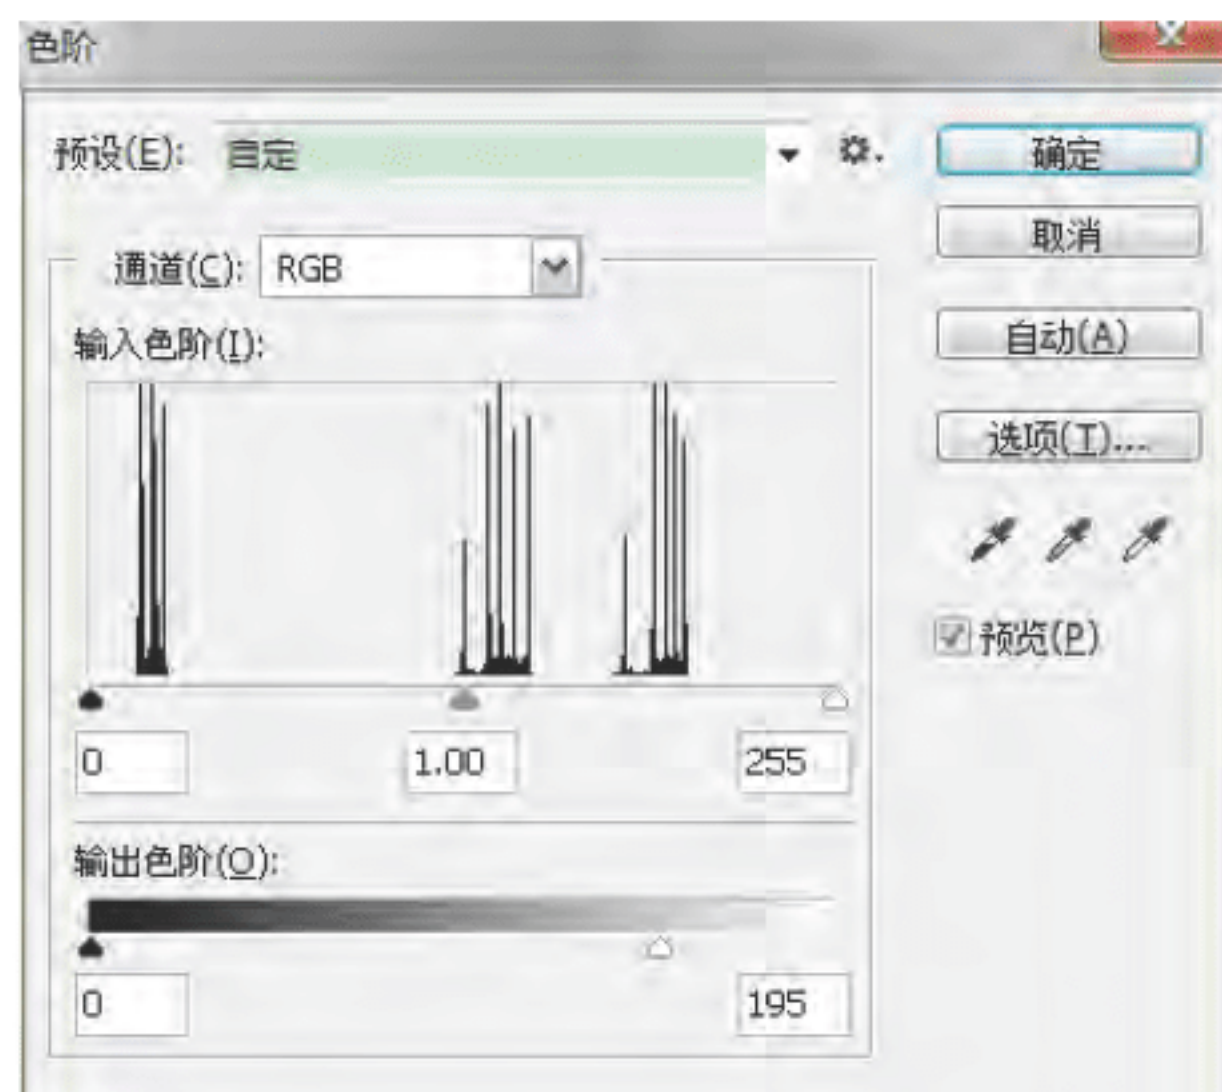 色阶
预设(E): 自定
确定
取消
通道(C): RGB
自动(A)
输入色阶(I):
选项(T)...
预览(P)
0 1.00 255
输出色阶(O):
0 195